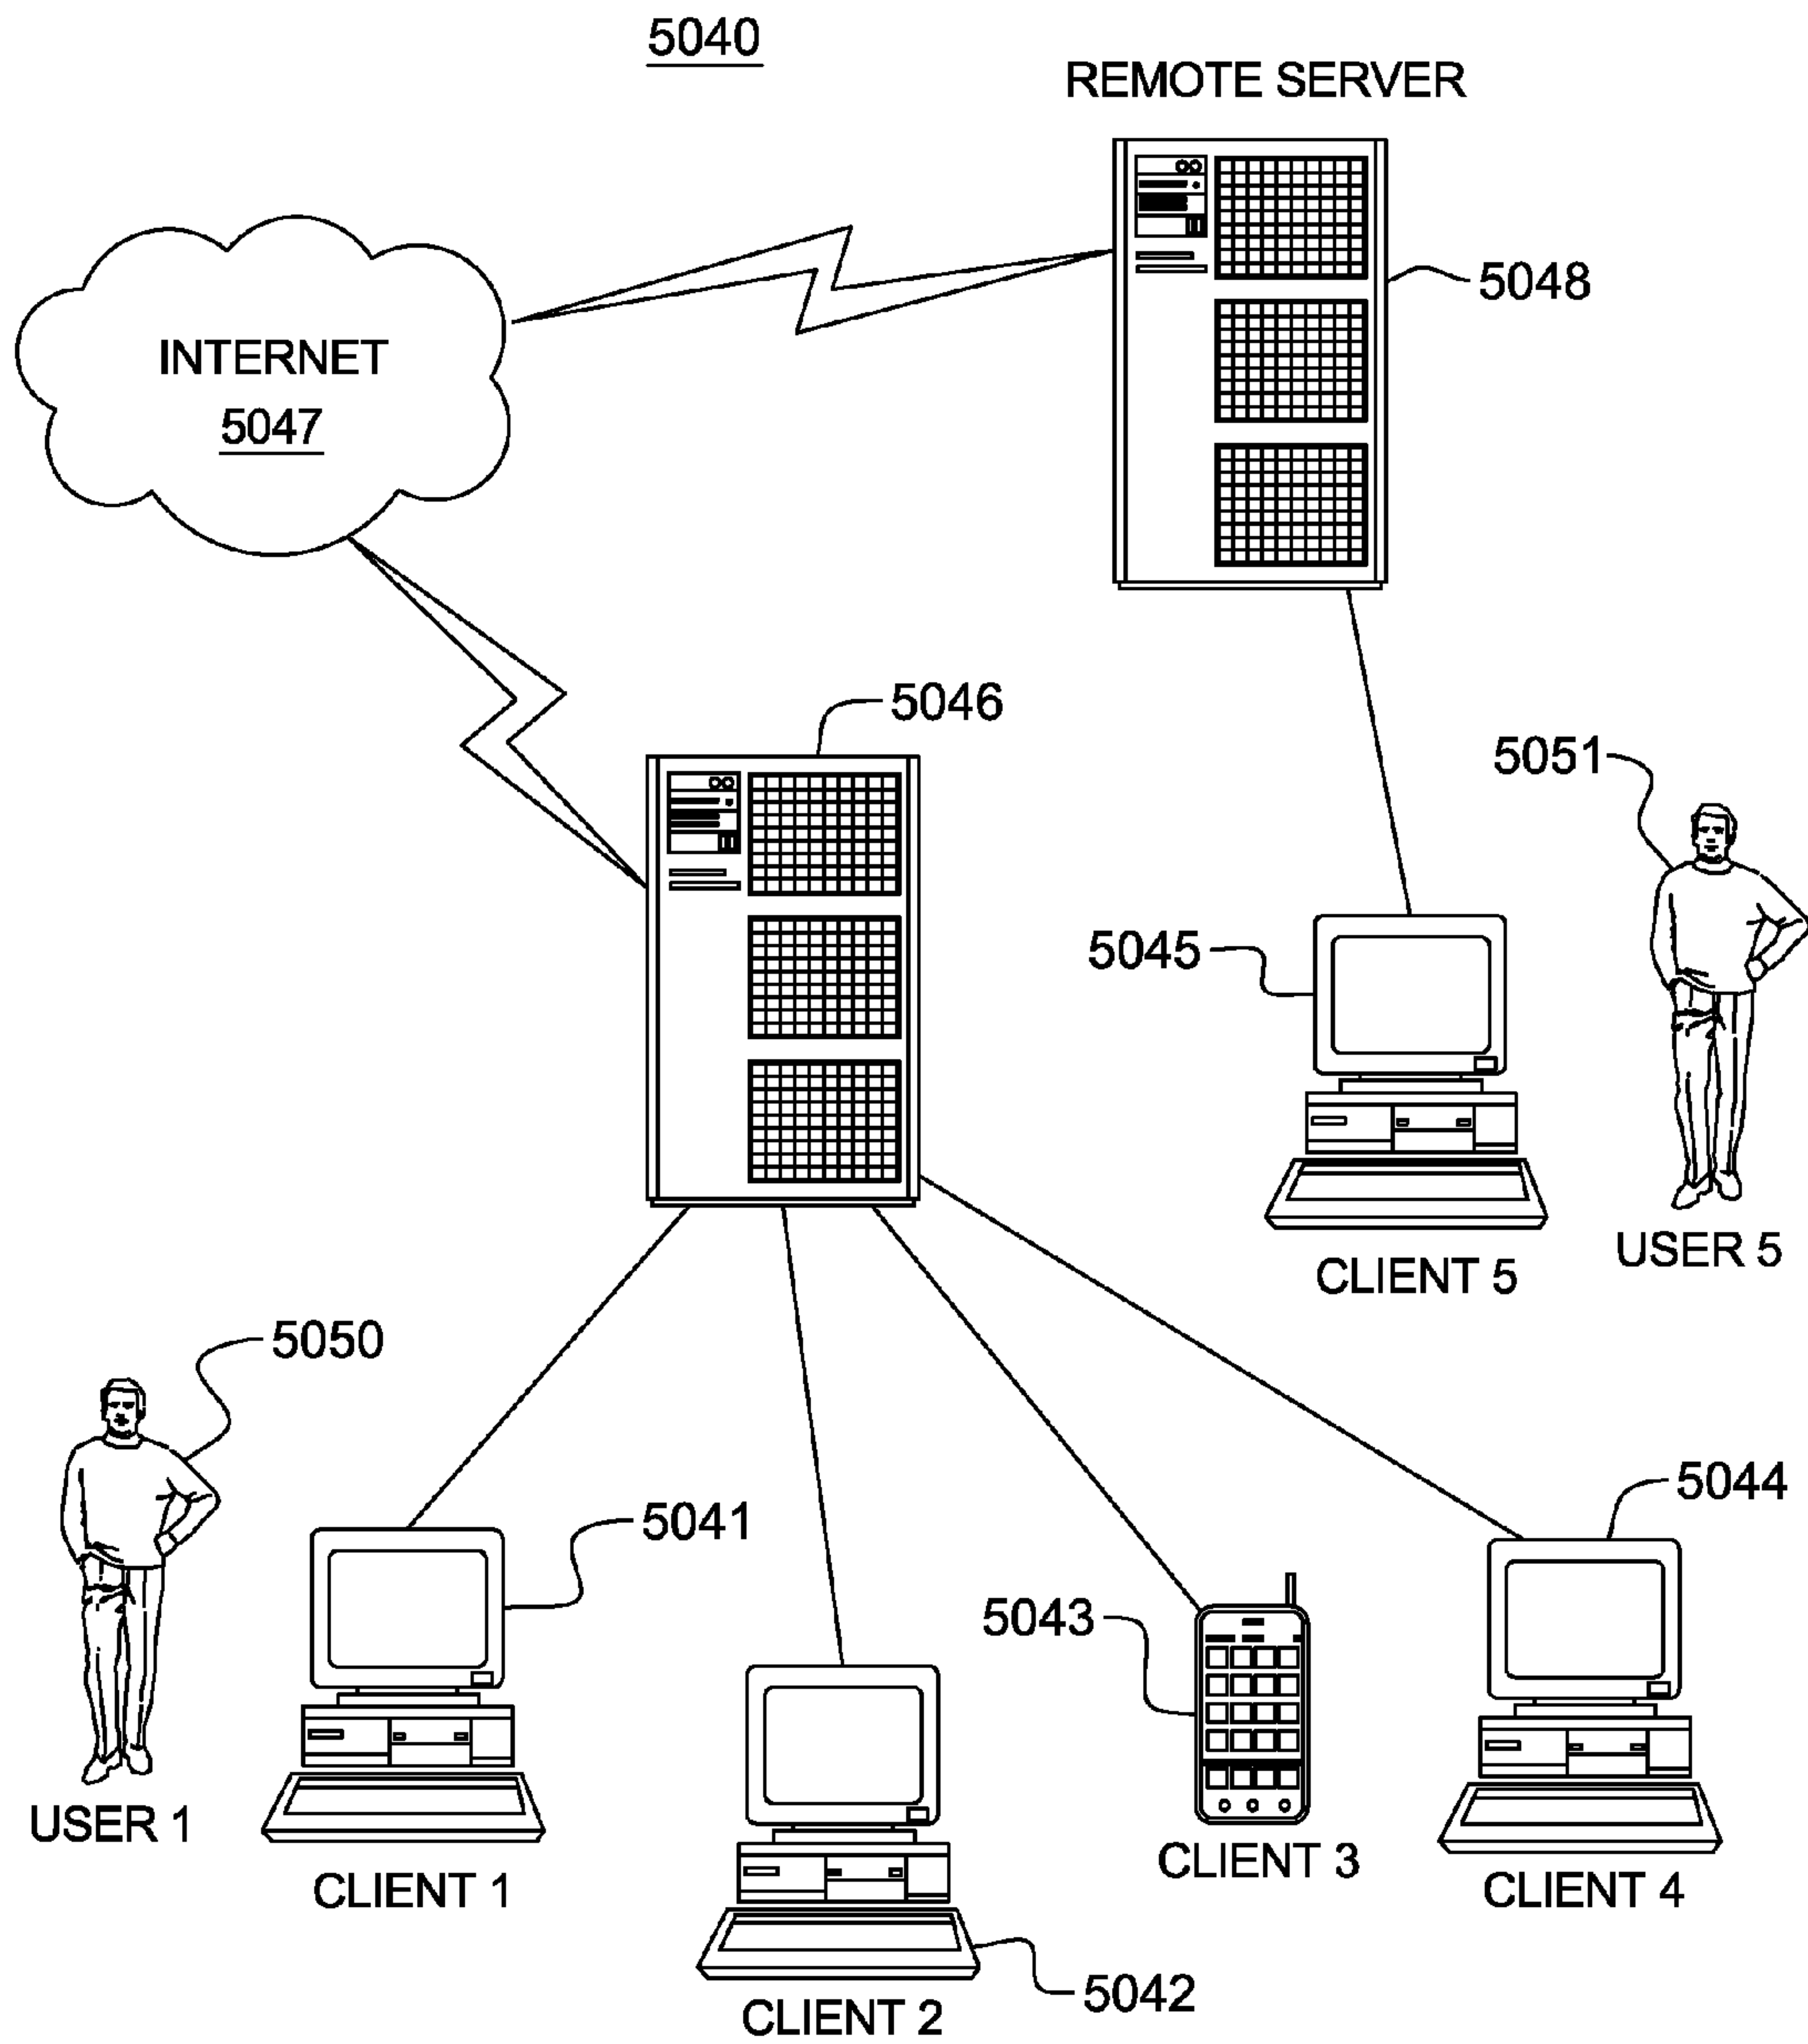 5040
REMOTE SERVER
5048
INTERNET
5047
5046
5051
5045
USER 5
CLIENT 5
5050
5044
5041
5043
USER 1
CLIENT 3
CLIENT 1
CLIENT 4
5042
CLIENT 2